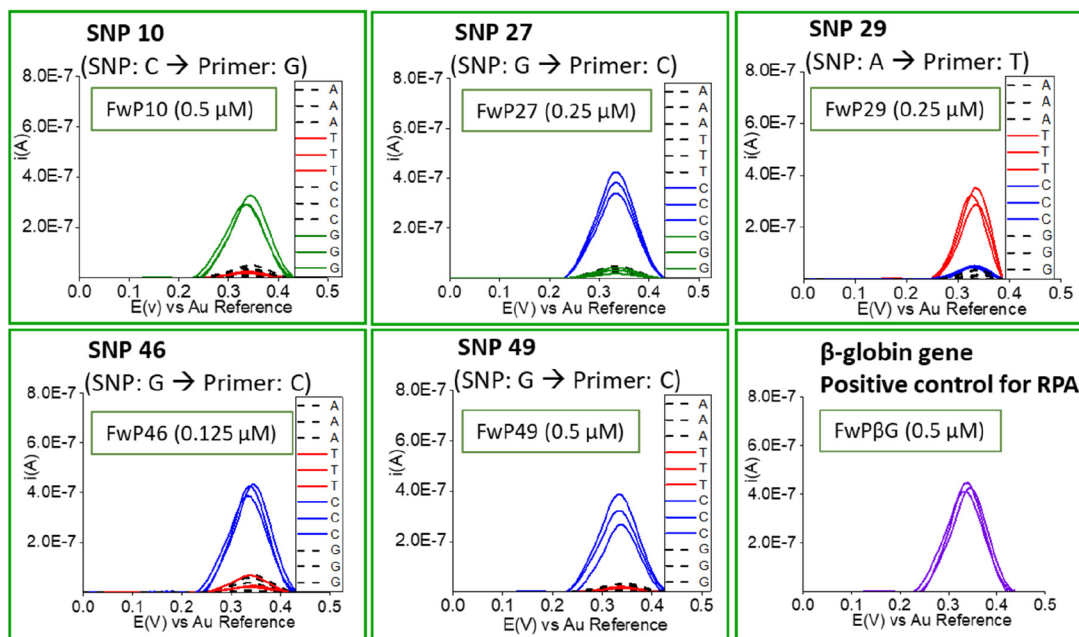 SNP 10
(SNP: C → Primer: G)
8.0E-7
6.0E-7
4.0E-7
2.0E-7
i(A)
FwP10 (0.5 µM)
A
A
A
T
T
T
C
C
C
G
G
G
0.0 0.1 0.2 0.3 0.4 0.5
E(v) vs Au Reference
SNP 27
(SNP: G → Primer: C)
8.0E-7
6.0E-7
4.0E-7
2.0E-7
i(A)
FwP27 (0.25 µM)
A
A
A
T
T
T
C
C
C
G
G
G
0.0 0.1 0.2 0.3 0.4 0.5
E(V) vs Au Reference
SNP 29
(SNP: A → Primer: T)
8.0E-7
6.0E-7
4.0E-7
2.0E-7
i(A)
FwP29 (0.25 µM)
A
A
A
T
T
T
C
C
C
G
G
G
0.0 0.1 0.2 0.3 0.4 0.5
E(V) vs Au Reference
SNP 46
(SNP: G → Primer: C)
8.0E-7
6.0E-7
4.0E-7
2.0E-7
i(A)
FwP46 (0.125 µM)
A
A
A
T
T
T
C
C
C
G
G
G
0.0 0.1 0.2 0.3 0.4 0.5
E(V) vs Au Reference
SNP 49
(SNP: G → Primer: C)
8.0E-7
6.0E-7
4.0E-7
2.0E-7
i(A)
FwP49 (0.5 µM)
A
A
A
T
T
T
C
C
C
G
G
G
0.0 0.1 0.2 0.3 0.4 0.5
E(V) vs Au Reference
β-globin gene
Positive control for RPA
8.0E-7
6.0E-7
4.0E-7
2.0E-7
i(A)
FwPβG (0.5 µM)
0.0 0.1 0.2 0.3 0.4 0.5
E(V) vs Au Reference